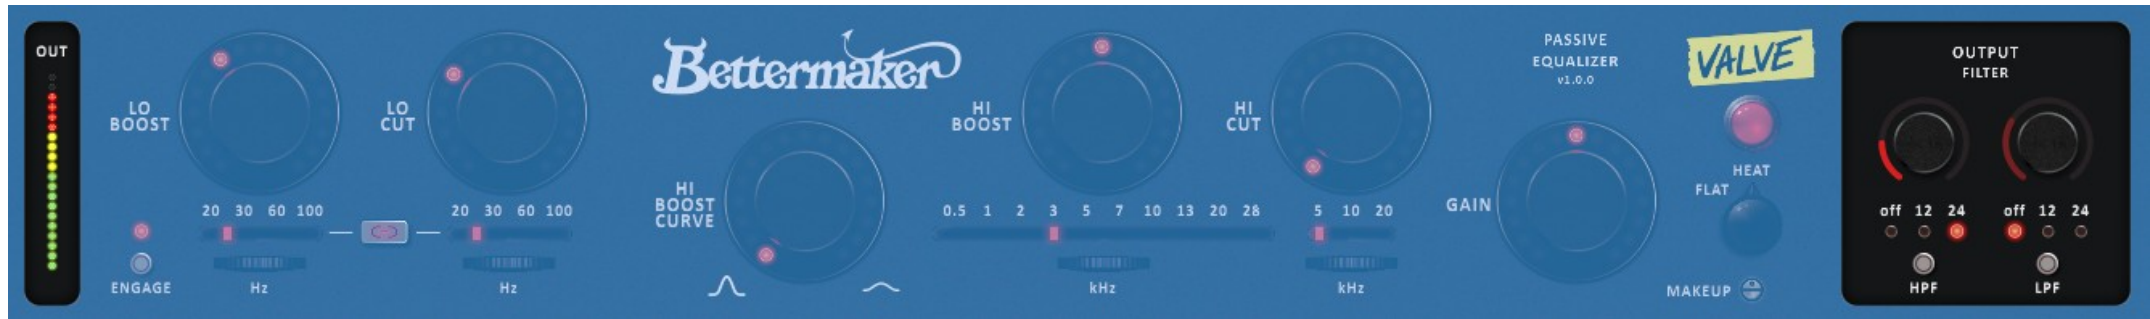 OUT
LO
BOOST
20 30 60 100
Hz
ENGAGE
LO
CUT
20 30 60 100
Hz
Bettermaker
HI
BOOST
CURVE
HI
BOOST
0.5 1 2 3 5 7 10 13 20 28
kHz
HI
CUT
5 10 20
kHz
PASSIVE
EQUALIZER
v1.0.0
GAIN
VALVE
HEAT
FLAT
MAKEUP
OUTPUT
FILTER
off 12 24
HPF
off 12 24
LPF